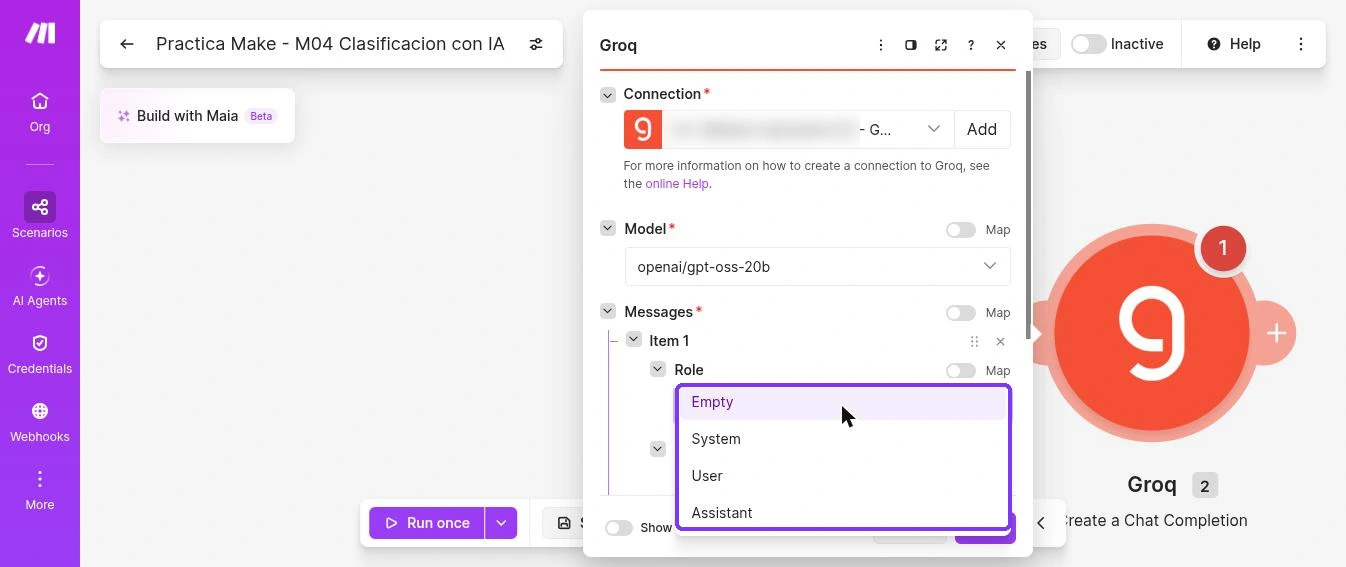 Practica Make - M04 Clasificacion con IA
Build with Maia Beta
Org
Scenarios
AI Agents
Credentials
Webhooks
More
Groq
?
Connection*
- G...
Add
For more information on how to create a connection to Groq, see
the online Help.
Model*
Map
openai/gpt-oss-20b
Messages*
Map
Item 1
Role
Map
Empty
System
User
Assistant
Show
Run once
Inactive
Help
1
Groq 2
Create a Chat Completion